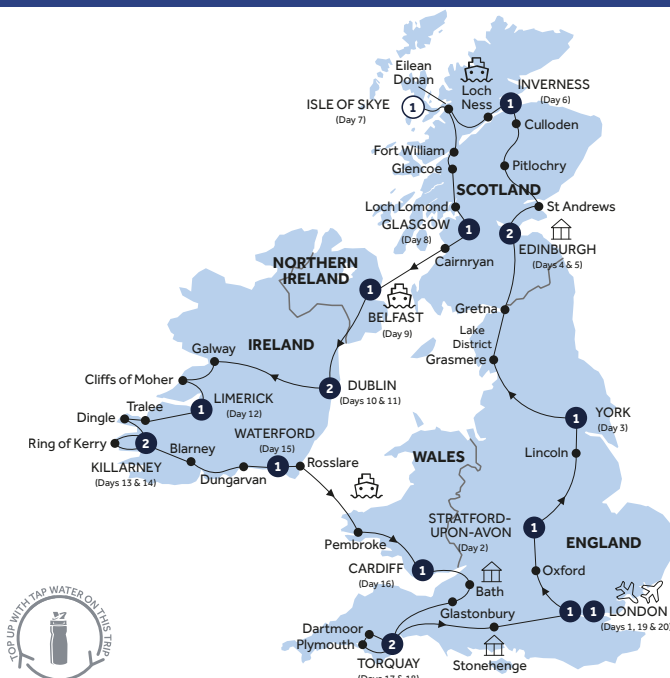 Eilean
Donan
Loch
Ness
INVERNESS
(Day 6)
ISLE OF SKYE
(Day 7)
1
1
Culloden
Fort William
Glencoe
Pitlochry
SCOTLAND
Loch Lomond
St Andrews
GLASGOW
(Day 8)
1
2
EDINBURGH
(Days 4 & 5)
Cairnryan
NORTHERN
IRELAND
1
BELFAST
(Day 9)
Gretna
Lake
District
Grasmere
IRELAND
Galway
Cliffs of Moher
2
DUBLIN
(Days 10 & 11)
LIMERICK
(Day 12)
1
Tralee
Dingle
WATERFORD
(Day 15)
1
YORK
(Day 3)
Ring of Kerry
2
KILLARNEY
(Days 13 & 14)
Blarney
Dungarvan
1
Rosslare
Lincoln
WALES
STRATFORD-
UPON-AVON
(Day 2)
1
ENGLAND
Pembroke
CARDIFF
(Day 16)
1
Oxford
Bath
Glastonbury
1
1
LONDON
(Days 1, 19 & 20)
Dartmoor
Plymouth
2
TORQUAY
(Days 17 & 18)
Stonehenge
TOP UP WITH TAP WATER ON THIS TRIP